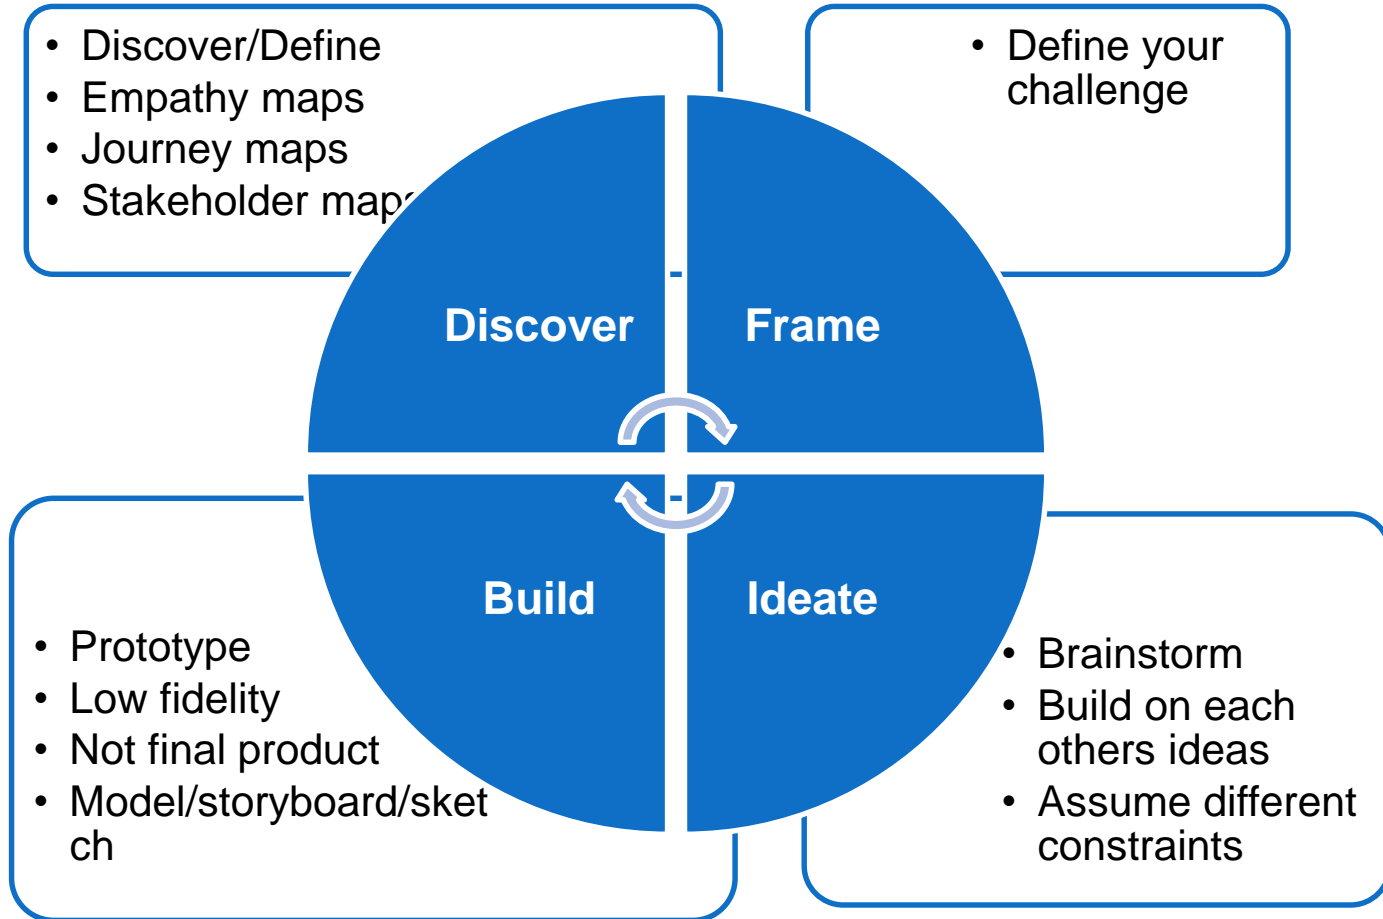 • Discover/Define
• Empathy maps
• Journey maps
• Stakeholder maps
• Define your
challenge
Discover
Frame
Build
Ideate
• Prototype
• Low fidelity
• Not final product
• Model/storyboard/sket
ch
• Brainstorm
• Build on each
others ideas
• Assume different
constraints